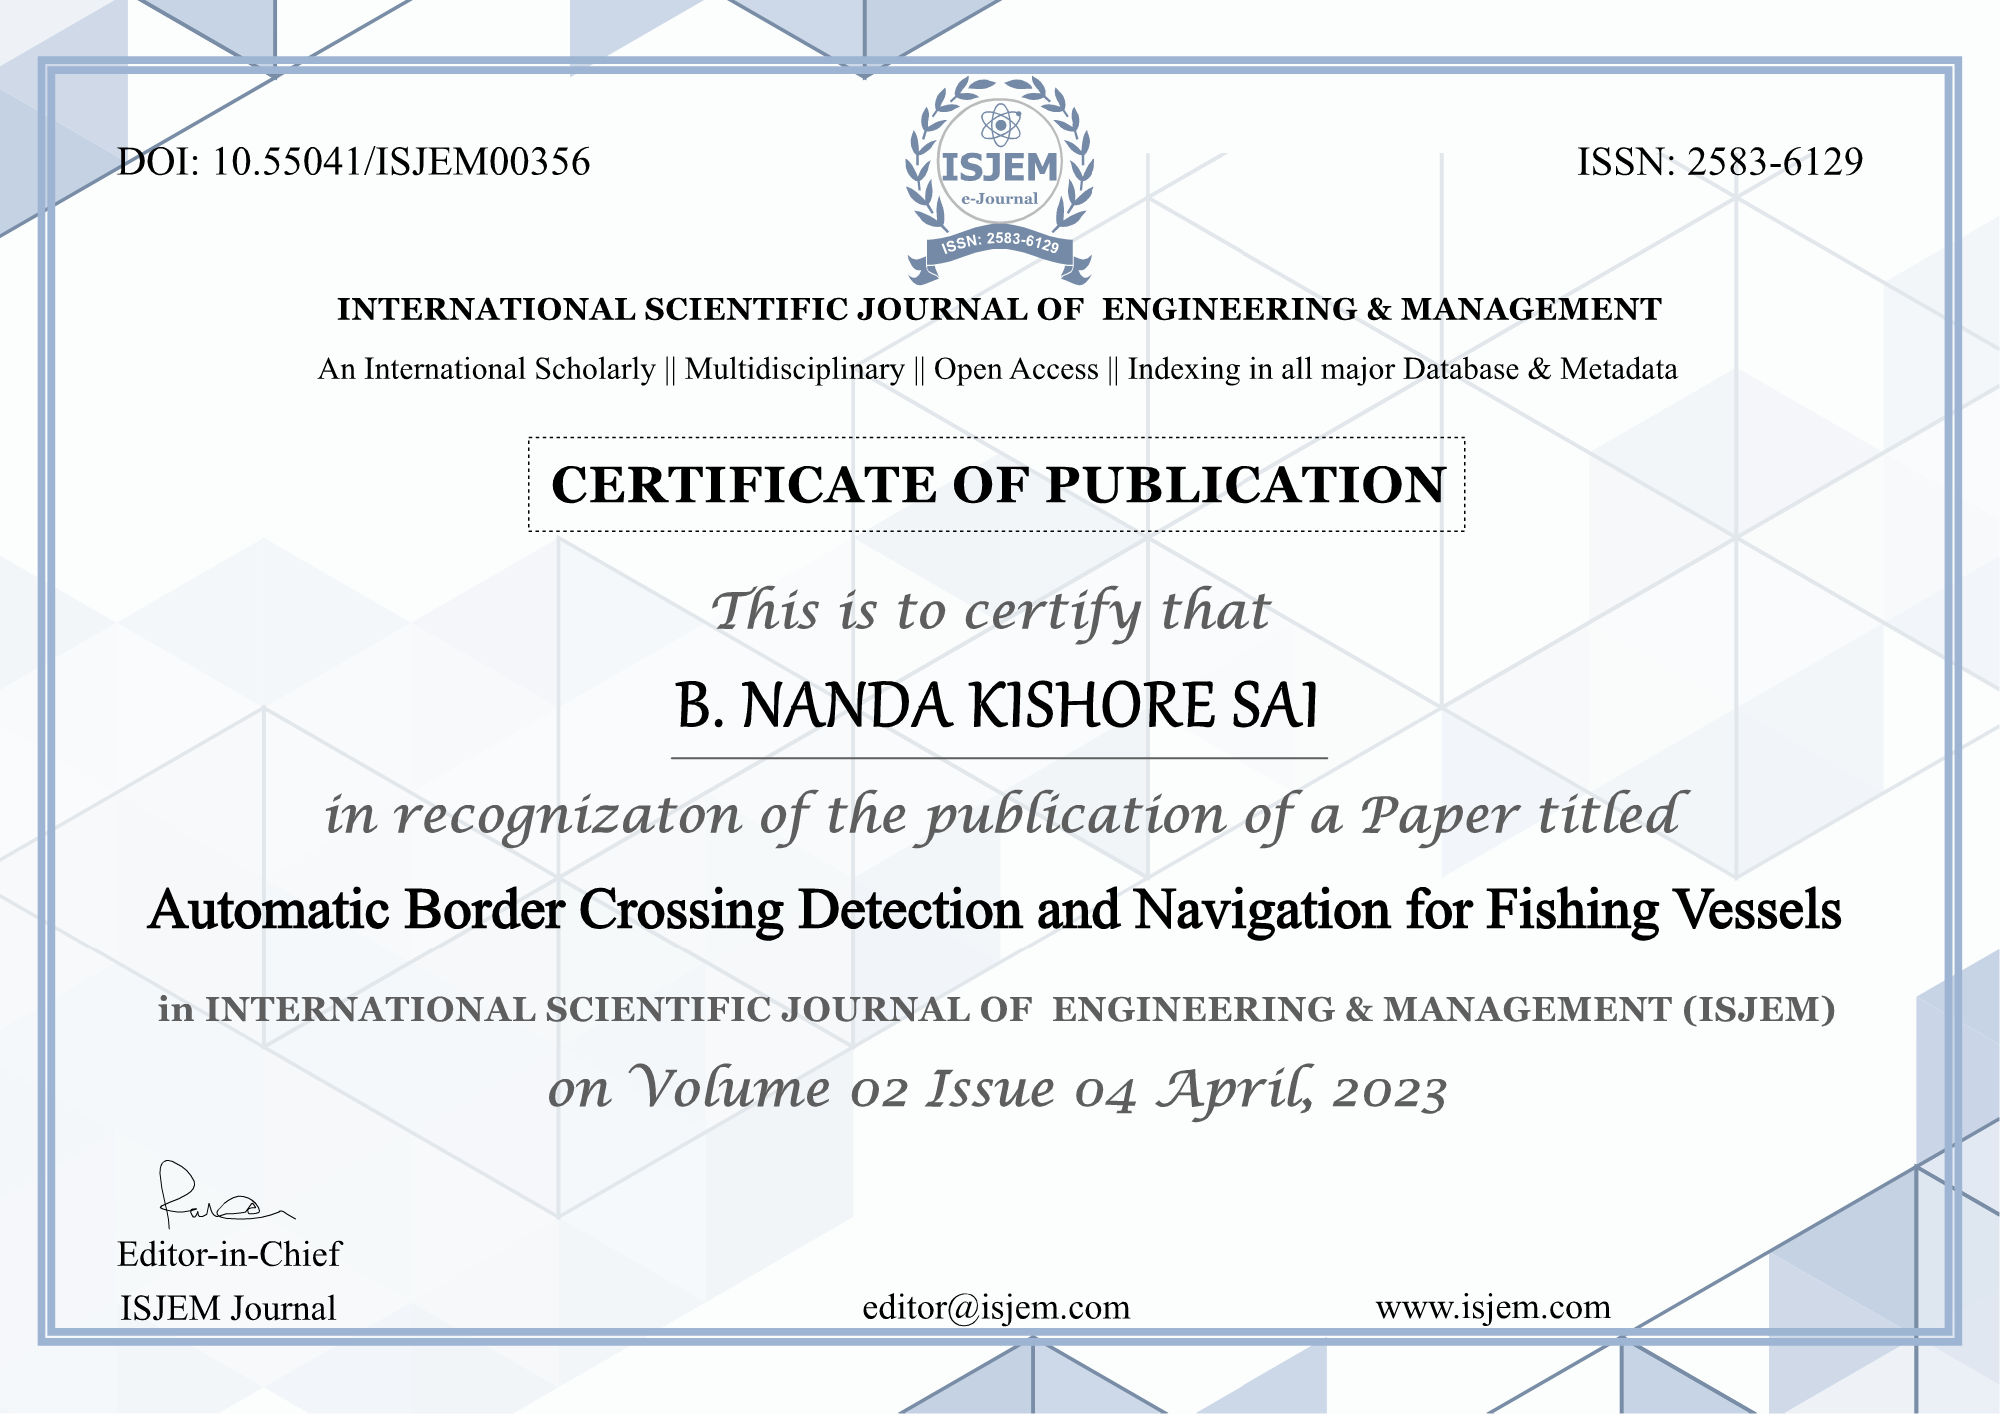 DOI: 10.55041/ISJEM00356
ISJEM
e-Journal
ISSN: 2583-6129
ISSN: 2583-6129
INTERNATIONAL SCIENTIFIC JOURNAL OF ENGINEERING & MANAGEMENT
An International Scholarly || Multidisciplinary || Open Access || Indexing in all major Database & Metadata
CERTIFICATE OF PUBLICATION
This is to certify that
B. NANDA KISHORE SAI
in recognizaton of the publication of a Paper titled
Automatic Border Crossing Detection and Navigation for Fishing Vessels
in INTERNATIONAL SCIENTIFIC JOURNAL OF ENGINEERING & MANAGEMENT (ISJEM)
on Volume 02 Issue 04 April, 2023
Editor-in-Chief
ISJEM Journal
editor@isjem.com
www.isjem.com